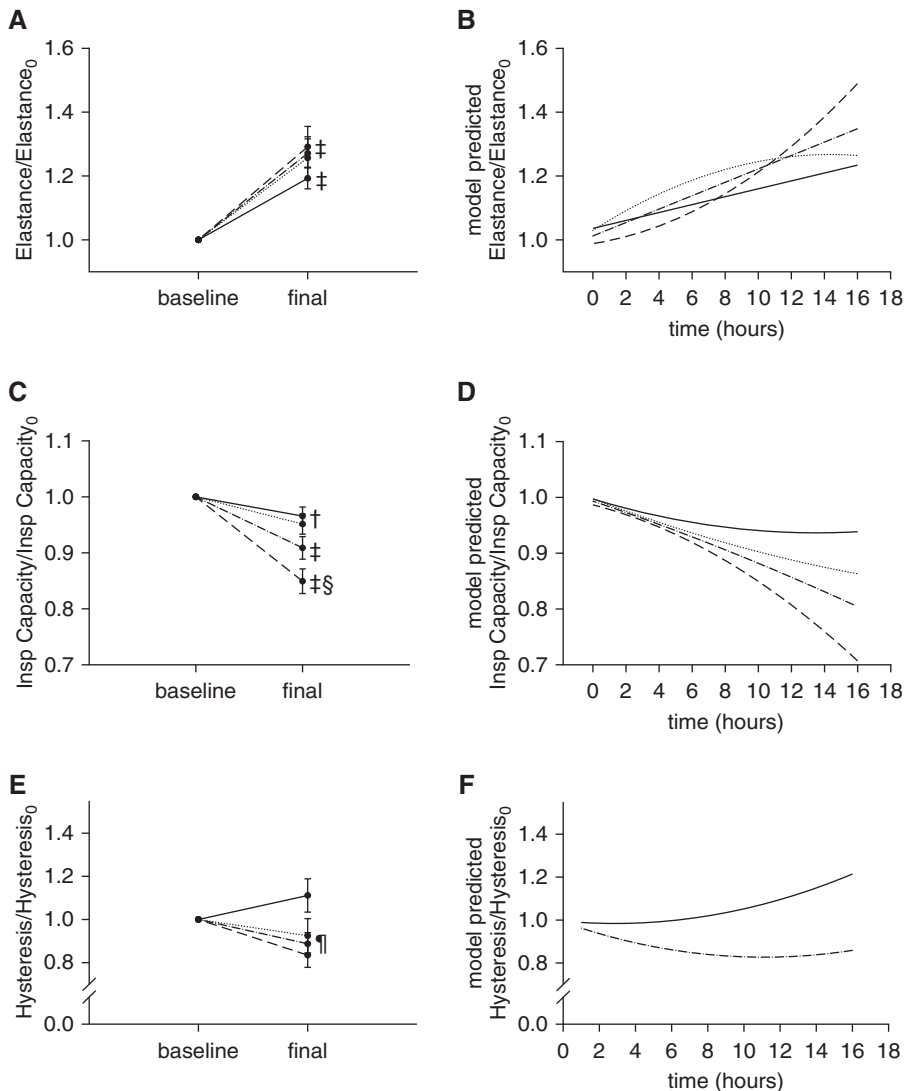 A
Elastance/Elastance0
1.6
1.4
1.2
1.0
‡
‡
baseline final
B
model predicted
Elastance/Elastance0
1.6
1.4
1.2
1.0
0 2 4 6 8 10 12 14 16 18
time (hours)
C
Insp Capacity/Insp Capacity0
1.1
1.0
0.9
0.8
0.7
†
‡
‡§
baseline final
D
model predicted
Insp Capacity/Insp Capacity0
1.1
1.0
0.9
0.8
0.7
0 2 4 6 8 10 12 14 16 18
time (hours)
E
Hysteresis/Hysteresis0
1.4
1.2
1.0
0.8
0.0
¶
baseline final
F
model predicted
Hysteresis/Hysteresis0
1.4
1.2
1.0
0.8
0.0
0 2 4 6 8 10 12 14 16 18
time (hours)